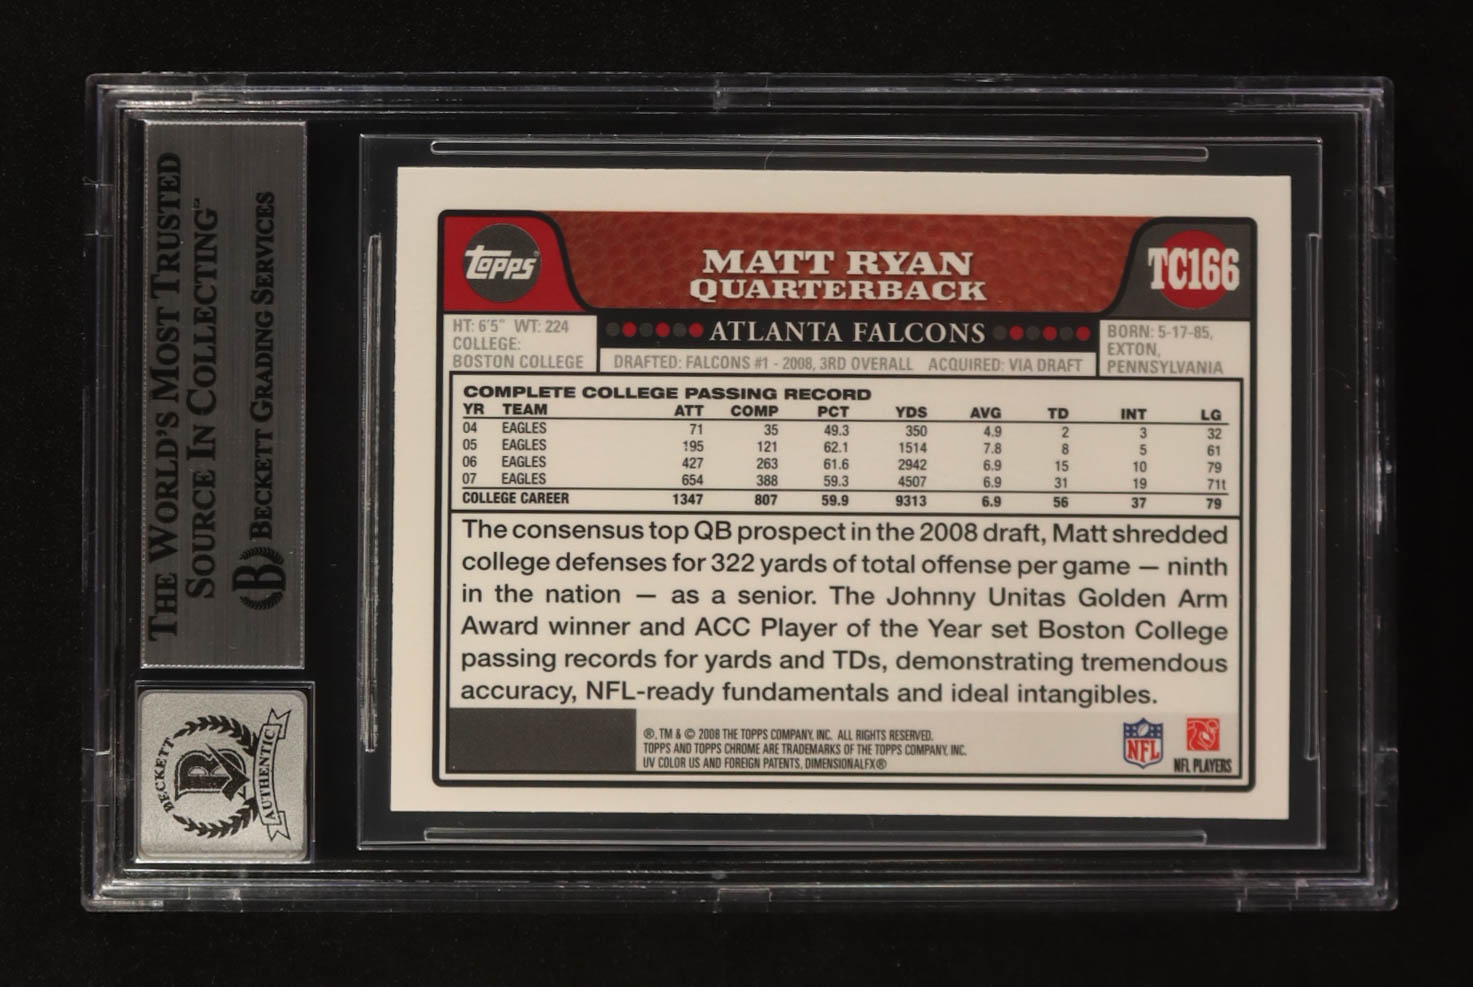 THE WORLD'S MOST TRUSTED
SOURCE IN COLLECTING™
BECKETT GRADING SERVICES
B
BECKETT
B
AUTHENTIC
Topps®
MATT RYAN
QUARTERBACK
TC166
HT: 6'5" WT: 224
COLLEGE:
BOSTON COLLEGE
ATLANTA FALCONS
DRAFTED: FALCONS #1 - 2008, 3RD OVERALL ACQUIRED: VIA DRAFT
BORN: 5-17-85,
EXTON,
PENNSYLVANIA
COMPLETE COLLEGE PASSING RECORD
YR TEAM ATT COMP PCT YDS AVG TD INT LG
04 EAGLES 71 35 49.3 350 4.9 2 3 32
05 EAGLES 195 121 62.1 1514 7.8 8 5 61
06 EAGLES 427 263 61.6 2942 6.9 15 10 79
07 EAGLES 654 388 59.3 4507 6.9 31 19 71t
COLLEGE CAREER 1347 807 59.9 9313 6.9 56 37 79
The consensus top QB prospect in the 2008 draft, Matt shredded
college defenses for 322 yards of total offense per game — ninth
in the nation — as a senior. The Johnny Unitas Golden Arm
Award winner and ACC Player of the Year set Boston College
passing records for yards and TDs, demonstrating tremendous
accuracy, NFL-ready fundamentals and ideal intangibles.
®, TM & © 2008 THE TOPPS COMPANY, INC. ALL RIGHTS RESERVED.
TOPPS AND TOPPS CHROME ARE TRADEMARKS OF THE TOPPS COMPANY, INC.
UV COLOR US AND FOREIGN PATENTS, DIMENSIONALFX®
NFL
NFL PLAYERS